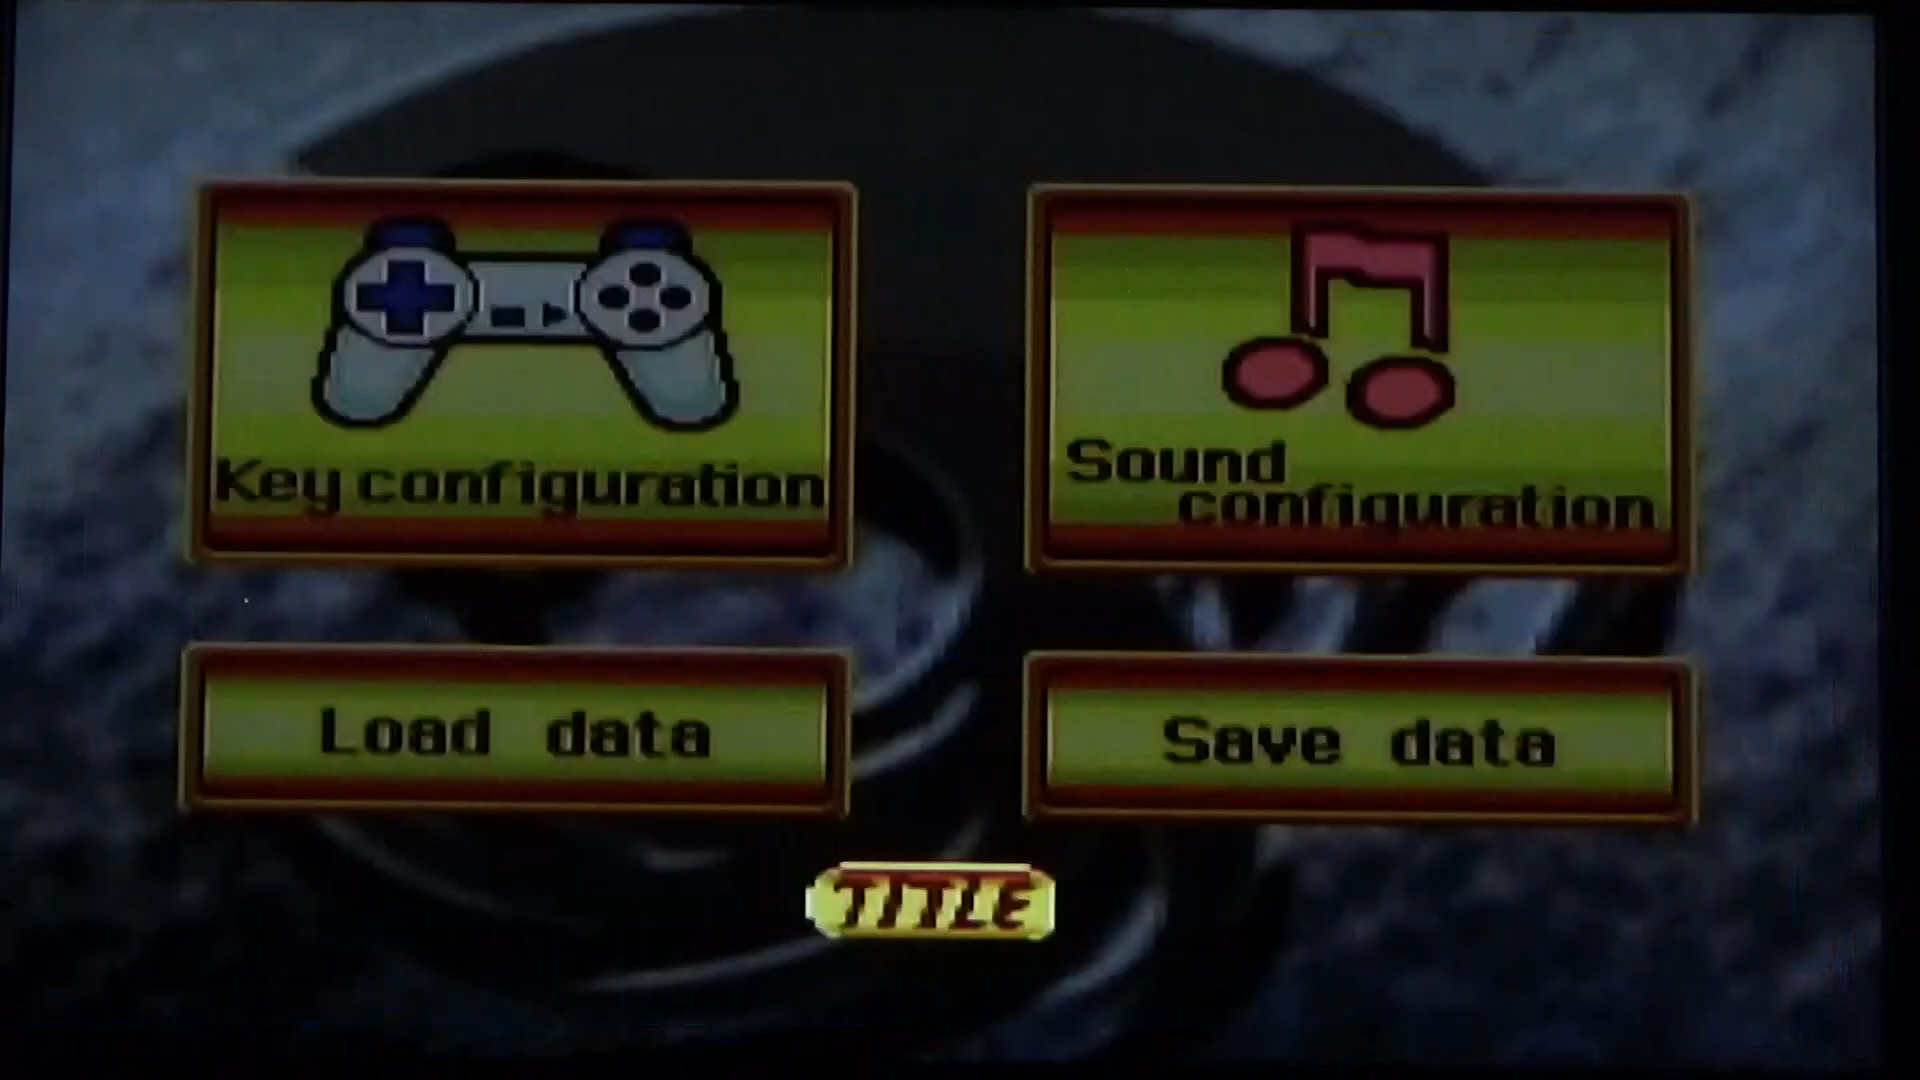 Key configuration
Sound
configuration
Load data
Save data
TITLE